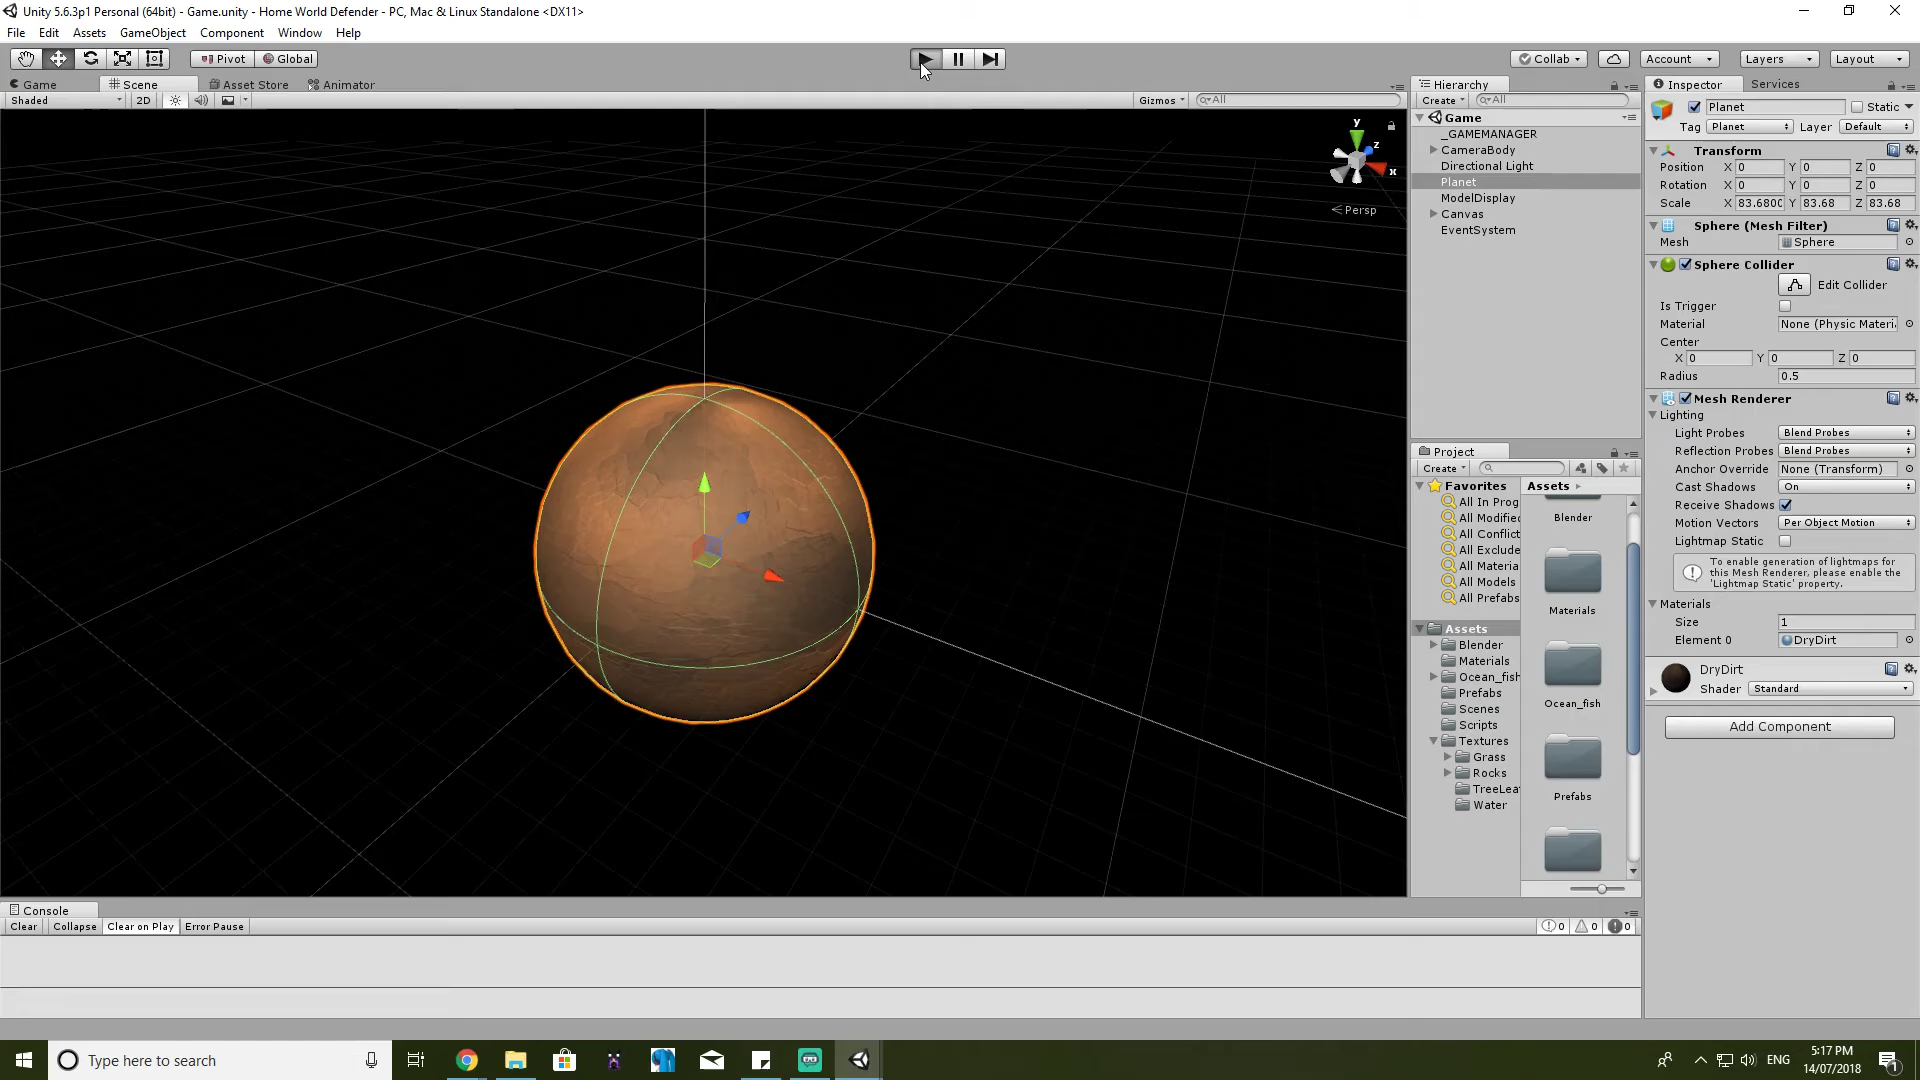 Unity 5.6.3p1 Personal (64bit) - Game.unity - Home World Defender - PC, Mac & Linux Standalone <DX11>
File Edit Assets GameObject Component Window Help
Pivot Global Collab Account Layers Layout
Game Scene Asset Store Animator
Shaded 2D Gizmos All
y
z
x
Persp
Hierarchy
Create All
Game
_GAMEMANAGER
CameraBody
Directional Light
Planet
ModelDisplay
Canvas
EventSystem
Project
Create
Favorites
All In Prog
All Modified
All Conflict
All Exclude
All Materia
All Models
All Prefabs
Assets
Blender
Materials
Ocean_fish
Prefabs
Scenes
Scripts
Textures
Grass
Rocks
TreeLea
Water
Assets
Blender
Materials
Ocean_fish
Prefabs
Inspector Services
Planet Static
Tag Planet Layer Default
Transform
Position X 0 Y 0 Z 0
Rotation X 0 Y 0 Z 0
Scale X 83.6800 Y 83.68 Z 83.68
Sphere (Mesh Filter)
Mesh Sphere
Sphere Collider
Edit Collider
Is Trigger
Material None (Physic Materi
Center
X 0 Y 0 Z 0
Radius 0.5
Mesh Renderer
Lighting
Light Probes Blend Probes
Reflection Probes Blend Probes
Anchor Override None (Transform)
Cast Shadows On
Receive Shadows
Motion Vectors Per Object Motion
Lightmap Static
To enable generation of lightmaps for
this Mesh Renderer, please enable the
'Lightmap Static' property.
Materials
Size 1
Element 0 DryDirt
DryDirt
Shader Standard
Add Component
Console
Clear Collapse Clear on Play Error Pause 0 0 0
Type here to search
ENG
5:17 PM
14/07/2018
1